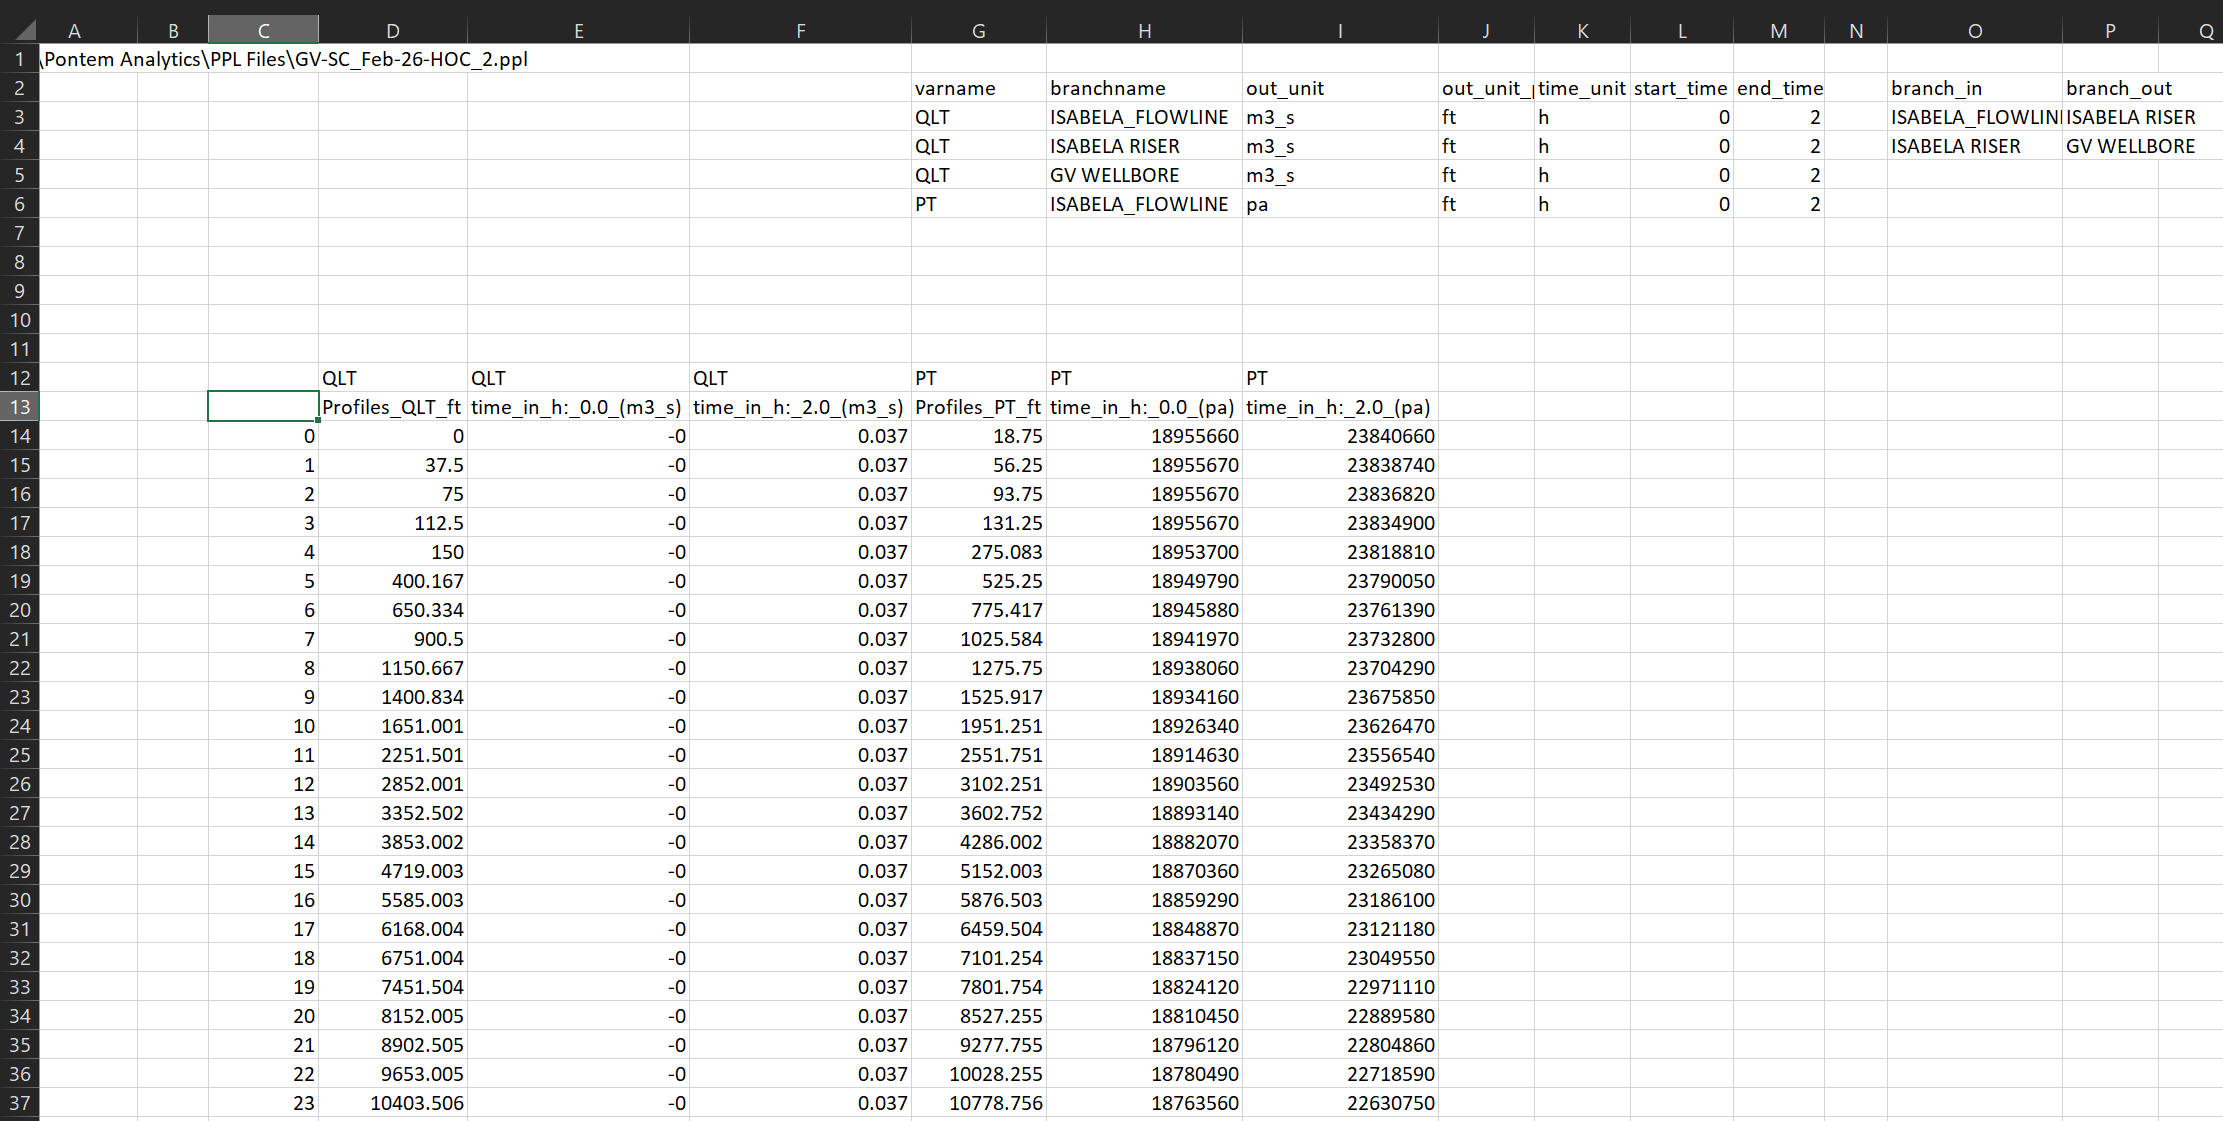 A B C D E F G H I J K L M N O P Q
1 \Pontem Analytics\PPL Files\GV-SC_Feb-26-HOC_2.ppl
2 varname branchname out_unit out_unit_ time_unit start_time end_time branch_in branch_out
3 QLT ISABELA_FLOWLINE m3_s ft h 0 2 ISABELA_FLOWLIN ISABELA RISER
4 QLT ISABELA RISER m3_s ft h 0 2 ISABELA RISER GV WELLBORE
5 QLT GV WELLBORE m3_s ft h 0 2
6 PT ISABELA_FLOWLINE pa ft h 0 2
7
8
9
10
11
12 QLT QLT QLT PT PT PT
13 Profiles_QLT_ft time_in_h:_0.0_(m3_s) time_in_h:_2.0_(m3_s) Profiles_PT_ft time_in_h:_0.0_(pa) time_in_h:_2.0_(pa)
14 0 0 -0 0.037 18.75 18955660 23840660
15 1 37.5 -0 0.037 56.25 18955670 23838740
16 2 75 -0 0.037 93.75 18955670 23836820
17 3 112.5 -0 0.037 131.25 18955670 23834900
18 4 150 -0 0.037 275.083 18953700 23818810
19 5 400.167 -0 0.037 525.25 18949790 23790050
20 6 650.334 -0 0.037 775.417 18945880 23761390
21 7 900.5 -0 0.037 1025.584 18941970 23732800
22 8 1150.667 -0 0.037 1275.75 18938060 23704290
23 9 1400.834 -0 0.037 1525.917 18934160 23675850
24 10 1651.001 -0 0.037 1951.251 18926340 23626470
25 11 2251.501 -0 0.037 2551.751 18914630 23556540
26 12 2852.001 -0 0.037 3102.251 18903560 23492530
27 13 3352.502 -0 0.037 3602.752 18893140 23434290
28 14 3853.002 -0 0.037 4286.002 18882070 23358370
29 15 4719.003 -0 0.037 5152.003 18870360 23265080
30 16 5585.003 -0 0.037 5876.503 18859290 23186100
31 17 6168.004 -0 0.037 6459.504 18848870 23121180
32 18 6751.004 -0 0.037 7101.254 18837150 23049550
33 19 7451.504 -0 0.037 7801.754 18824120 22971110
34 20 8152.005 -0 0.037 8527.255 18810450 22889580
35 21 8902.505 -0 0.037 9277.755 18796120 22804860
36 22 9653.005 -0 0.037 10028.255 18780490 22718590
37 23 10403.506 -0 0.037 10778.756 18763560 22630750